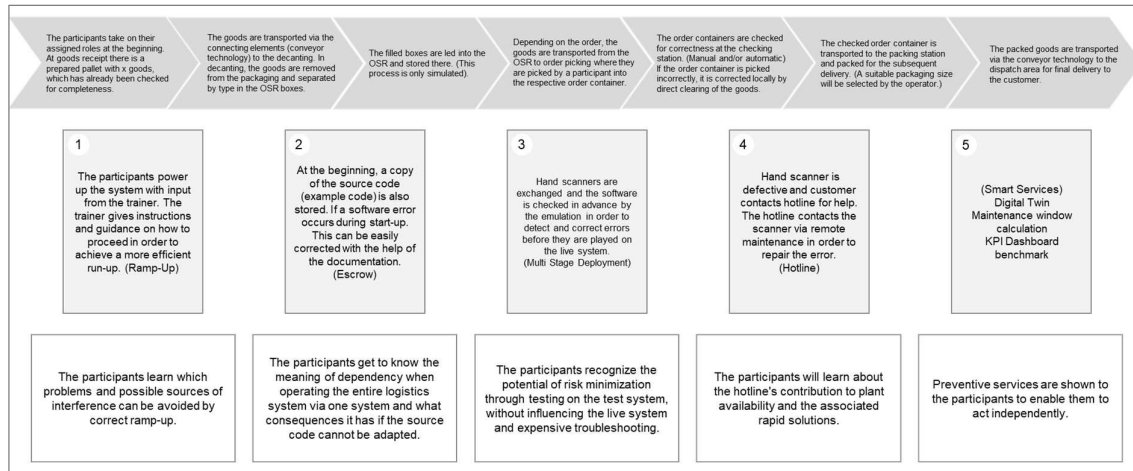 The participants take on their
assigned roles at the beginning.
At goods receipt there is a
prepared pallet with x goods,
which has already been checked
for completeness.
The goods are transported via the
connecting elements (conveyor
technology) to the decanting. In
decanting, the goods are removed
from the packaging and separated
by type in the OSR boxes.
The filled boxes are led into the
OSR and stored there. (This
process is only simulated).
Depending on the order, the
goods are transported from the
OSR to order picking where they
are picked by a participant into
the respective order container.
The order containers are checked
for correctness at the checking
station. (Manual and/or automatic)
If the order container is picked
incorrectly, it is corrected locally by
direct clearing of the goods.
The checked order container is
transported to the packing station
and packed for the subsequent
delivery. (A suitable packaging size
will be selected by the operator.)
The packed goods are transported
via the conveyor technology to the
dispatch area for final delivery to
the customer.
1
The participants power
up the system with input
from the trainer. The
trainer gives instructions
and guidance on how to
proceed in order to
achieve a more efficient
run-up. (Ramp-Up)
2
At the beginning, a copy
of the source code
(example code) is also
stored. If a software error
occurs during start-up.
This can be easily
corrected with the help of
the documentation.
(Escrow)
3
Hand scanners are
exchanged and the software
is checked in advance by
the emulation in order to
detect and correct errors
before they are played on
the live system.
(Multi Stage Deployment)
4
Hand scanner is
defective and customer
contacts hotline for help.
The hotline contacts the
scanner via remote
maintenance in order to
repair the error.
(Hotline)
5
(Smart Services)
Digital Twin
Maintenance window
calculation
KPI Dashboard
benchmark
The participants learn which
problems and possible sources of
interference can be avoided by
correct ramp-up.
The participants get to know the
meaning of dependency when
operating the entire logistics
system via one system and what
consequences it has if the source
code cannot be adapted.
The participants recognize the
potential of risk minimization
through testing on the test system,
without influencing the live system
and expensive troubleshooting.
The participants will learn about
the hotline's contribution to plant
availability and the associated
rapid solutions.
Preventive services are shown to
the participants to enable them to
act independently.